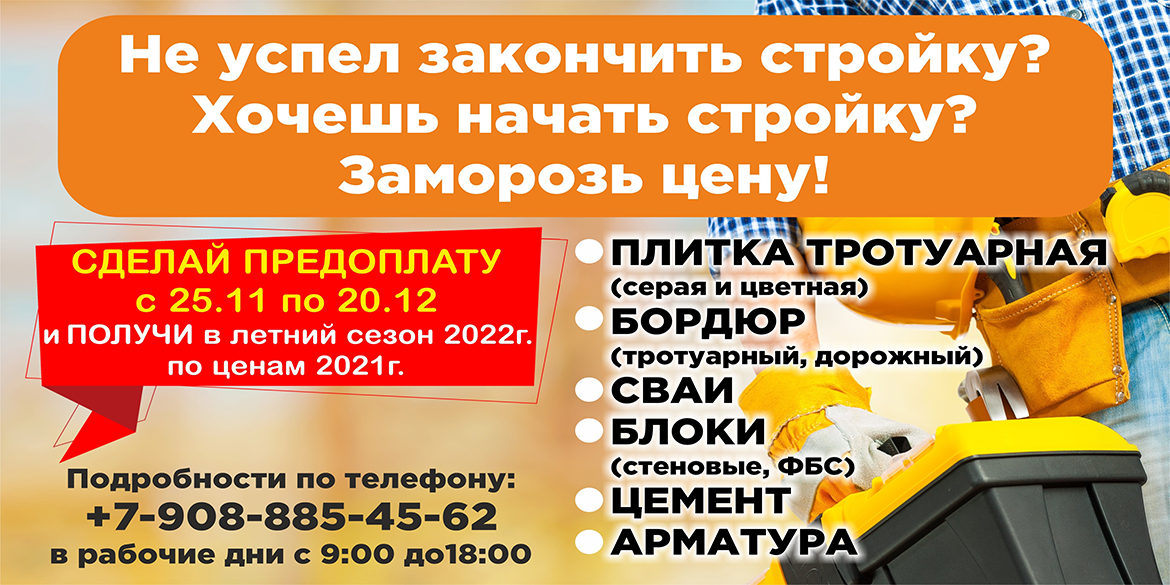 Не успел закончить стройку?
Хочешь начать стройку?
Заморозь цену!
СДЕЛАЙ ПРЕДОПЛАТУ
с 25.11 по 20.12
и ПОЛУЧИ в летний сезон 2022г.
по ценам 2021г.
Подробности по телефону:
+7-908-885-45-62
в рабочие дни с 9:00 до18:00
ПЛИТКА ТРОТУАРНАЯ
(серая и цветная)
БОРДЮР
(тротуарный, дорожный)
СВАИ
БЛОКИ
(стеновые, ФБС)
ЦЕМЕНТ
АРМАТУРА